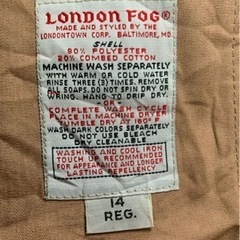 LONDON FOG®
MADE AND STYLED BY THE
LONDONTOWN CORP. BALTIMORE, MD.
SHELL
80% POLYESTER
20% COMBED COTTON
MACHINE WASH SEPARATELY
WITH WARM OR COLD WATER
RINSE THREE (3) TIMES. REMOVE
ALL SOAPS. DO NOT SPIN DRY OR
WRING. HANG TO DRIP DRY.
- OR -
COMPLETE WASH CYCLE
PLACE IN MACHINE DRYER
TUMBLE DRY AT 160° F
WASH DARK COLORS SEPARATELY
DO NOT USE BLEACH
DRY CLEANABLE
WASHING AND COOL IRON
TOUCH UP RECOMMENDED
FOR APPEARANCE AND LONGER
LASTING REPELLENCY.
14
REG.